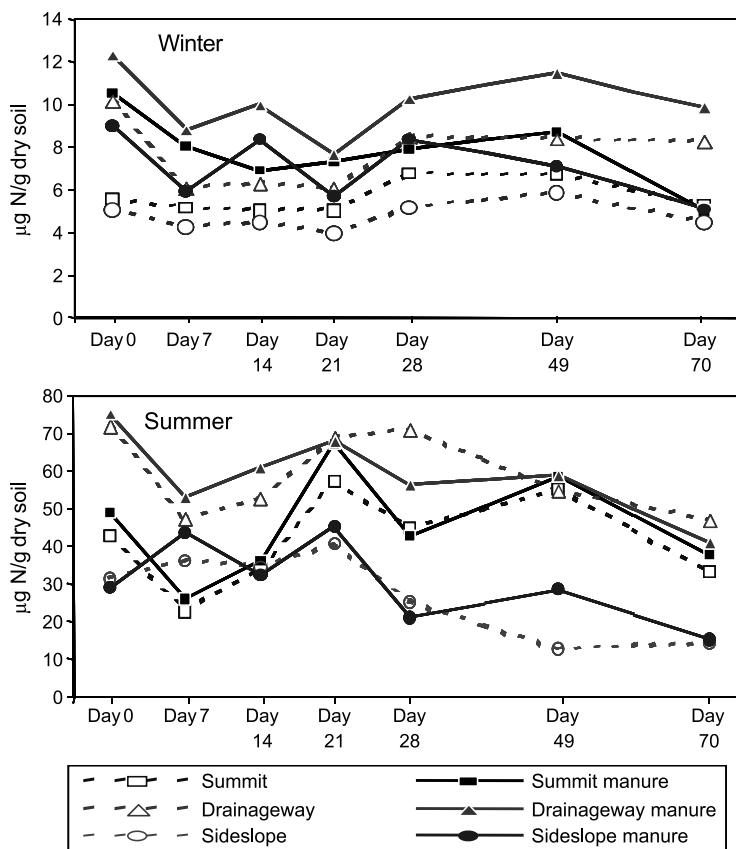 14
Winter
12
10
8
6
4
2
0
µg N/g dry soil
Day 0 Day 7 Day Day Day Day Day
14 21 28 49 70
80
Summer
70
60
50
40
30
20
10
0
µg N/g dry soil
Day 0 Day 7 Day Day Day Day Day
14 21 28 49 70
Summit Summit manure
Drainageway Drainageway manure
Sideslope Sideslope manure